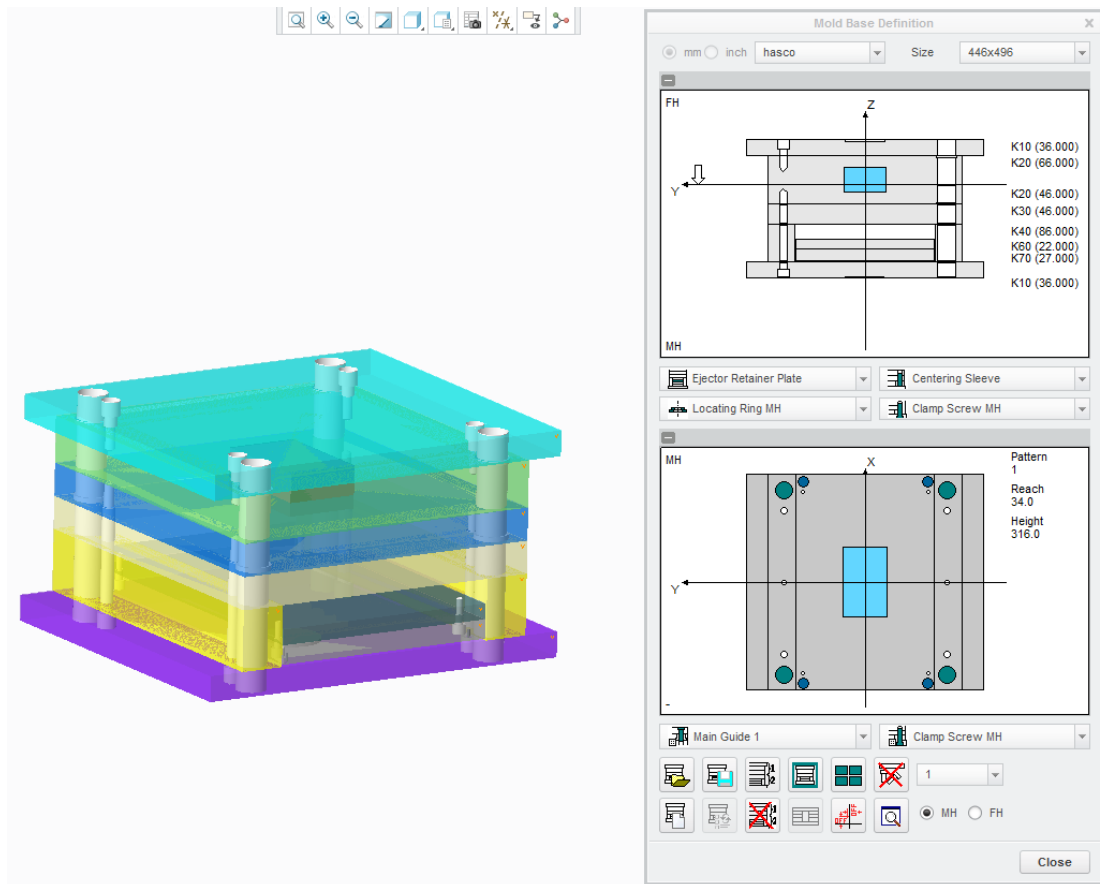 Mold Base Definition
mm inch hasco Size 446x496
FH
Z
K10 (36.000)
K20 (66.000)
Y
K20 (46.000)
K30 (46.000)
K40 (86.000)
K60 (22.000)
K70 (27.000)
K10 (36.000)
MH
Ejector Retainer Plate Centering Sleeve
Locating Ring MH Clamp Screw MH
MH
X
Pattern
1
Reach
34.0
Height
316.0
Y
-
Main Guide 1 Clamp Screw MH
1
MH FH
Close